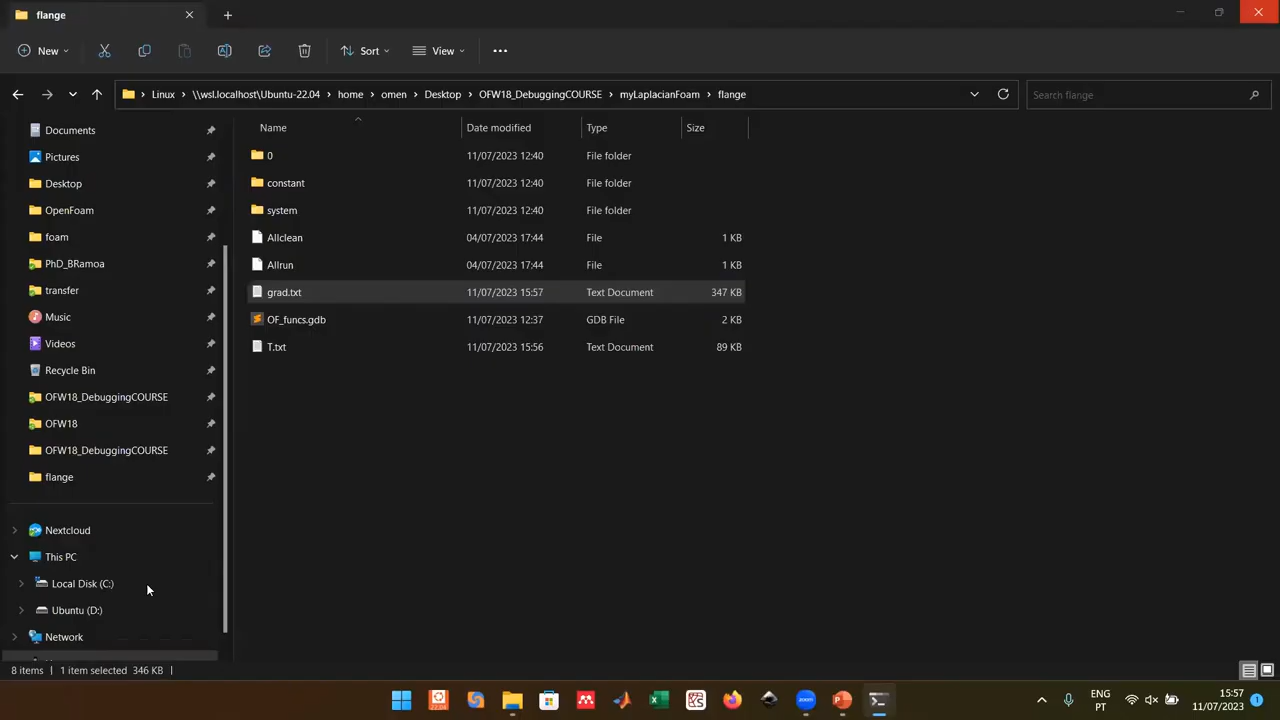 flange
New
Sort
View
Linux
\\wsl.localhost\Ubuntu-22.04
home
omen
Desktop
OFW18_DebuggingCOURSE
myLaplacianFoam
flange
Search flange
Documents
Pictures
Desktop
OpenFoam
foam
PhD_BRamoa
transfer
Music
Videos
Recycle Bin
OFW18_DebuggingCOURSE
OFW18
OFW18_DebuggingCOURSE
flange
Nextcloud
This PC
Local Disk (C:)
Ubuntu (D:)
Network
Name Date modified Type Size
0 11/07/2023 12:40 File folder
constant 11/07/2023 12:40 File folder
system 11/07/2023 12:40 File folder
Allclean 04/07/2023 17:44 File 1 KB
Allrun 04/07/2023 17:44 File 1 KB
grad.txt 11/07/2023 15:57 Text Document 347 KB
OF_funcs.gdb 11/07/2023 12:37 GDB File 2 KB
T.txt 11/07/2023 15:56 Text Document 89 KB
8 items 1 item selected 346 KB
22.04
ENG
PT
15:57
11/07/2023
1